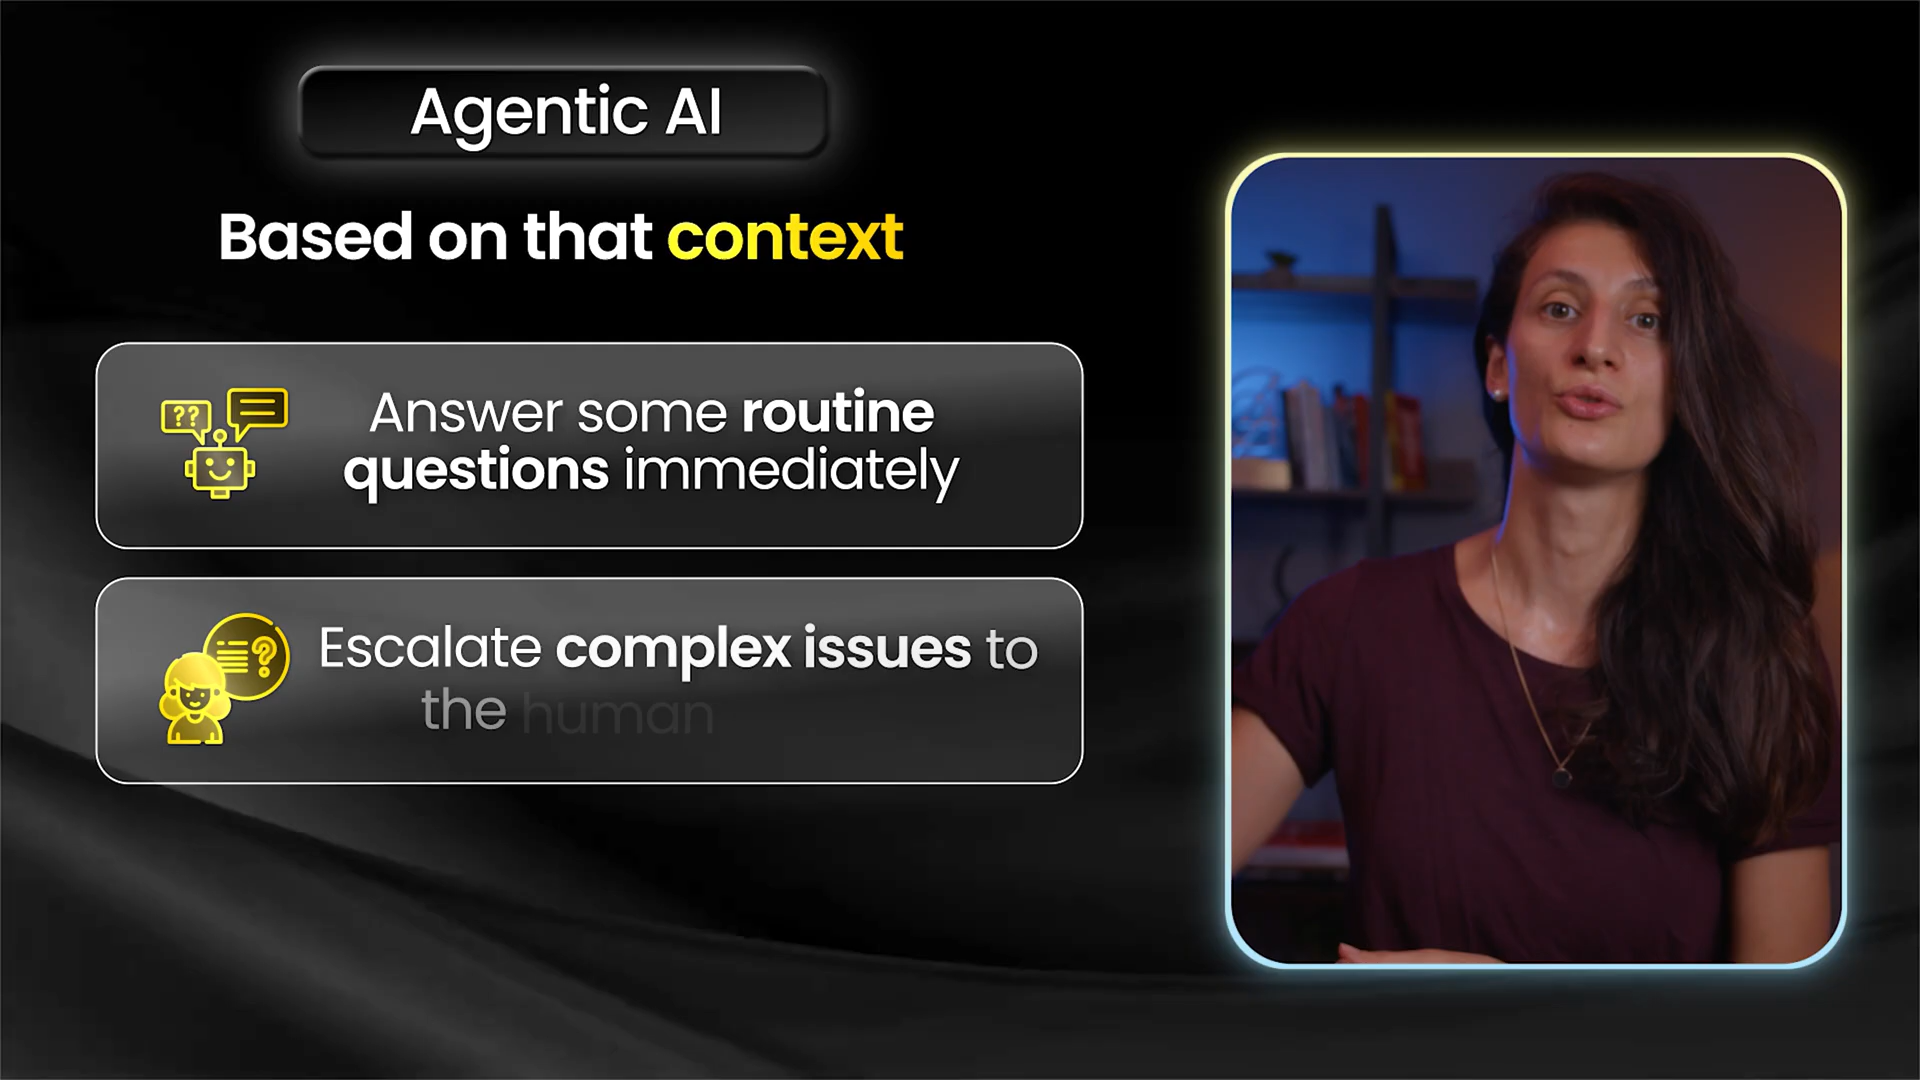 Agentic AI
Based on that context
??
Answer some routine
questions immediately
?
Escalate complex issues to
the human